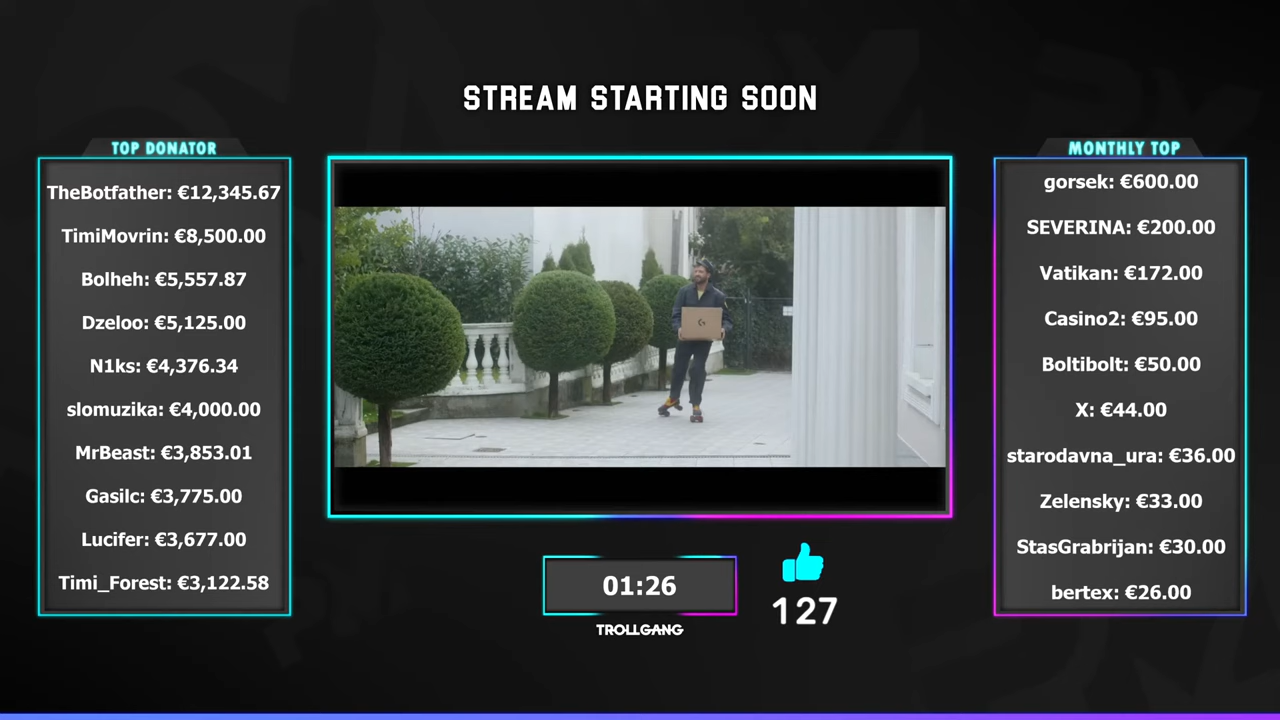 STREAM STARTING SOON
TOP DONATOR
TheBotfather: €12,345.67
TimiMovrin: €8,500.00
Bolheh: €5,557.87
Dzeloo: €5,125.00
N1ks: €4,376.34
slomuzika: €4,000.00
MrBeast: €3,853.01
Gasilc: €3,775.00
Lucifer: €3,677.00
Timi_Forest: €3,122.58
MONTHLY TOP
gorsek: €600.00
SEVERINA: €200.00
Vatikan: €172.00
Casino2: €95.00
Boltibolt: €50.00
X: €44.00
starodavna_ura: €36.00
Zelensky: €33.00
StasGrabrijan: €30.00
bertex: €26.00
01:26
TROLLGANG
127